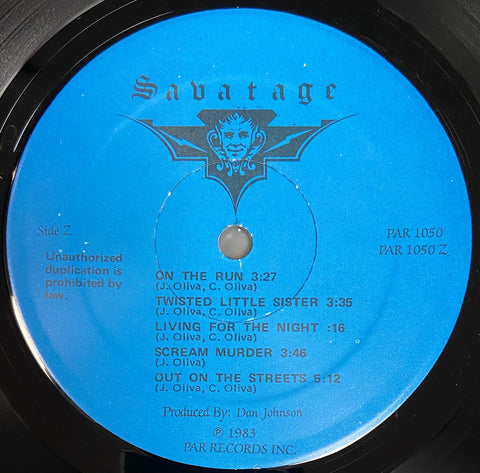 Savatage
Side Z
PAR 1050
PAR 1050 Z
Unauthorized
duplication is
prohibited by
law.
ON THE RUN 3:27
(J. Oliva, C. Oliva)
TWISTED LITTLE SISTER 3:35
(J. Oliva, C. Oliva)
LIVING FOR THE NIGHT :16
(J. Oliva, C. Oliva)
SCREAM MURDER 3:46
(J. Oliva)
OUT ON THE STREETS 5:12
(J. Oliva, C. Oliva)
Produced By: Dan Johnson
℗ 1983
PAR RECORDS INC.